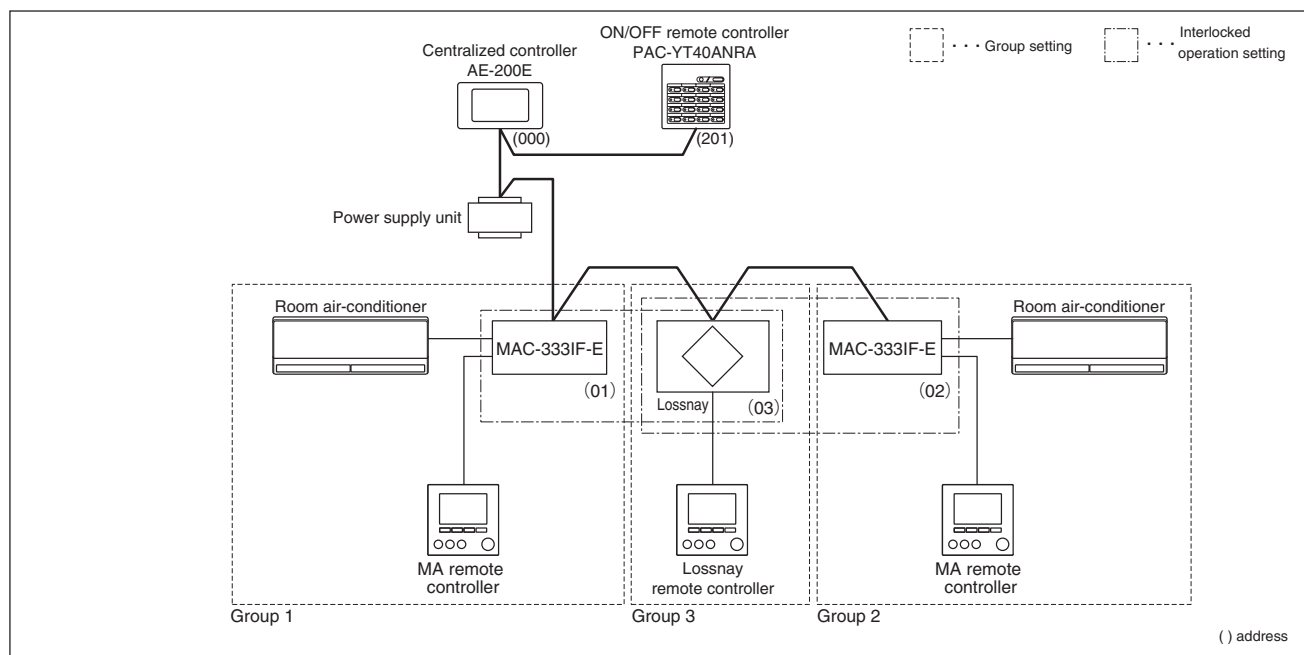 ON/OFF remote controller
PAC-YT40ANRA
Centralized controller
AE-200E
· · · Group setting
· · · Interlocked
operation setting
(000)
(201)
Power supply unit
Room air-conditioner
MAC-333IF-E
(01)
Lossnay
(03)
MAC-333IF-E
(02)
Room air-conditioner
MA remote
controller
Lossnay
remote controller
MA remote
controller
Group 1
Group 3
Group 2
( ) address